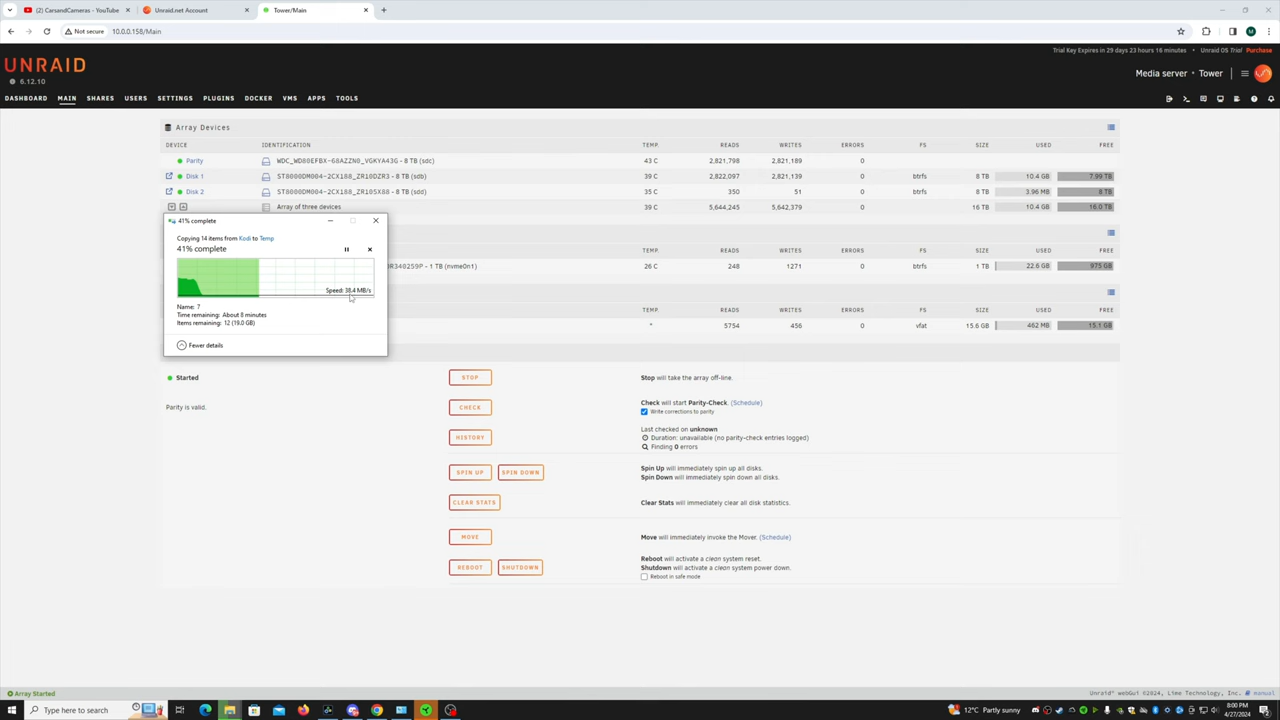 (2) CarsandCameras - YouTube
Unraid.net Account
Tower/Main
Not secure 10.0.0.158/Main
M
Trial Key Expires in 29 days 23 hours 16 minutes • Unraid OS Trial Purchase
UNRAID
6.12.10
Media server • Tower
DASHBOARD MAIN SHARES USERS SETTINGS PLUGINS DOCKER VMS APPS TOOLS
Array Devices
DEVICE IDENTIFICATION TEMP. READS WRITES ERRORS FS SIZE USED FREE
Parity WDC_WD80EFBX-68AZZN0_VGKYA43G - 8 TB (sdc) 43 C 2,821,798 2,821,189 0
Disk 1 ST8000DM004-2CX188_ZR10DZR3 - 8 TB (sdb) 39 C 2,822,097 2,821,139 0 btrfs 8 TB 10.4 GB 7.99 TB
Disk 2 ST8000DM004-2CX188_ZR105X88 - 8 TB (sdd) 35 C 350 51 0 btrfs 8 TB 3.96 MB 8 TB
Array of three devices 39 C 5,644,245 5,642,379 0 16 TB 10.4 GB 16.0 TB
41% complete
Copying 14 items from Kodi to Temp
41% complete
Speed: 38.4 MB/s
Name: 7
Time remaining: About 8 minutes
Items remaining: 12 (19.0 GB)
Fewer details
TEMP. READS WRITES ERRORS FS SIZE USED FREE
R340259P - 1 TB (nvme0n1) 26 C 248 1271 0 btrfs 1 TB 22.6 GB 975 GB
TEMP. READS WRITES ERRORS FS SIZE USED FREE
* 5754 456 0 vfat 15.6 GB 462 MB 15.1 GB
Started STOP Stop will take the array off-line.
Parity is valid. CHECK Check will start Parity-Check. (Schedule)
Write corrections to parity
HISTORY Last checked on unknown
Duration: unavailable (no parity-check entries logged)
Finding 0 errors
SPIN UP SPIN DOWN Spin Up will immediately spin up all disks.
Spin Down will immediately spin down all disks.
CLEAR STATS Clear Stats will immediately clear all disk statistics.
MOVE Move will immediately invoke the Mover. (Schedule)
REBOOT SHUTDOWN Reboot will activate a clean system reset.
Shutdown will activate a clean system power down.
Reboot in safe mode
Array Started Unraid® webGui ©2024, Lime Technology, Inc. manual
Type here to search
12°C Partly sunny
8:00 PM
4/27/2024